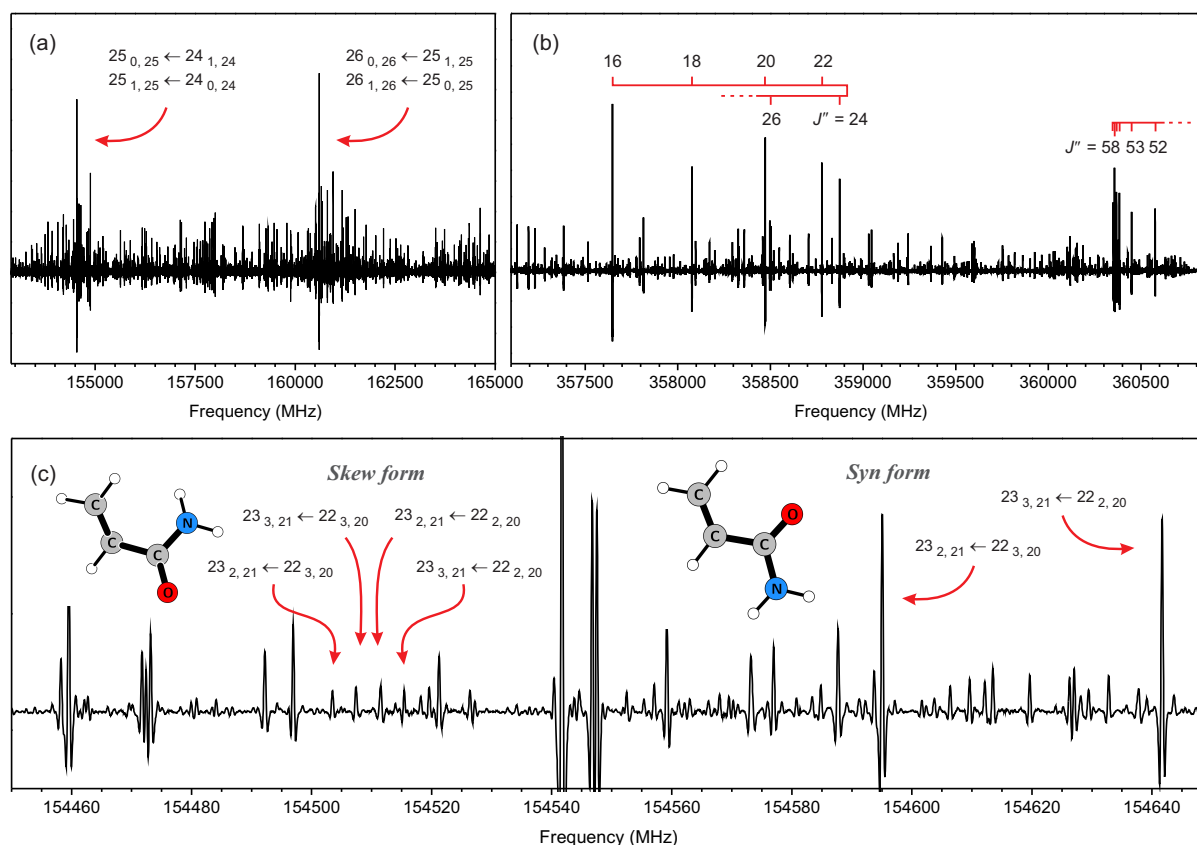 (a)
25 0, 25 ← 24 1, 24
25 1, 25 ← 24 0, 24
26 0, 26 ← 25 1, 25
26 1, 26 ← 25 0, 25
155000 157500 160000 162500 165000
Frequency (MHz)
(b)
16 18 20 22
26 J″ = 24
J″ = 58 53 52
357500 358000 358500 359000 359500 360000 360500
Frequency (MHz)
(c)
Skew form
Syn form
C C C N O
C C C O N
23 3, 21 ← 22 3, 20
23 2, 21 ← 22 2, 20
23 2, 21 ← 22 3, 20
23 3, 21 ← 22 2, 20
23 3, 21 ← 22 2, 20
23 2, 21 ← 22 3, 20
154460 154480 154500 154520 154540 154560 154580 154600 154620 154640
Frequency (MHz)